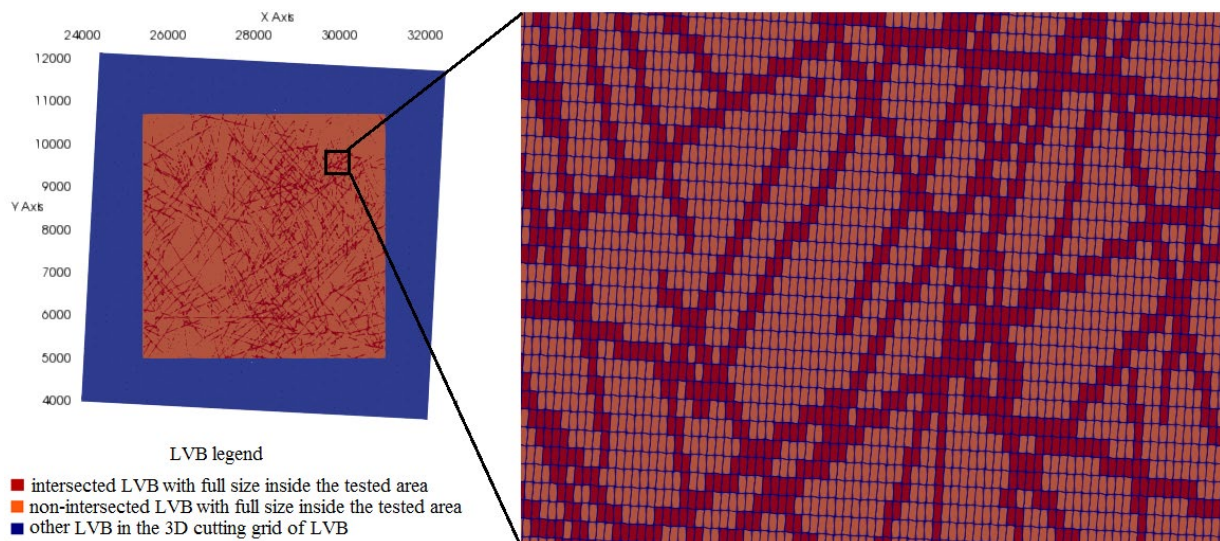 X Axis
24000 26000 28000 30000 32000
12000
11000
10000
9000
Y Axis
8000
7000
6000
5000
4000
LVB legend
intersected LVB with full size inside the tested area
non-intersected LVB with full size inside the tested area
other LVB in the 3D cutting grid of LVB